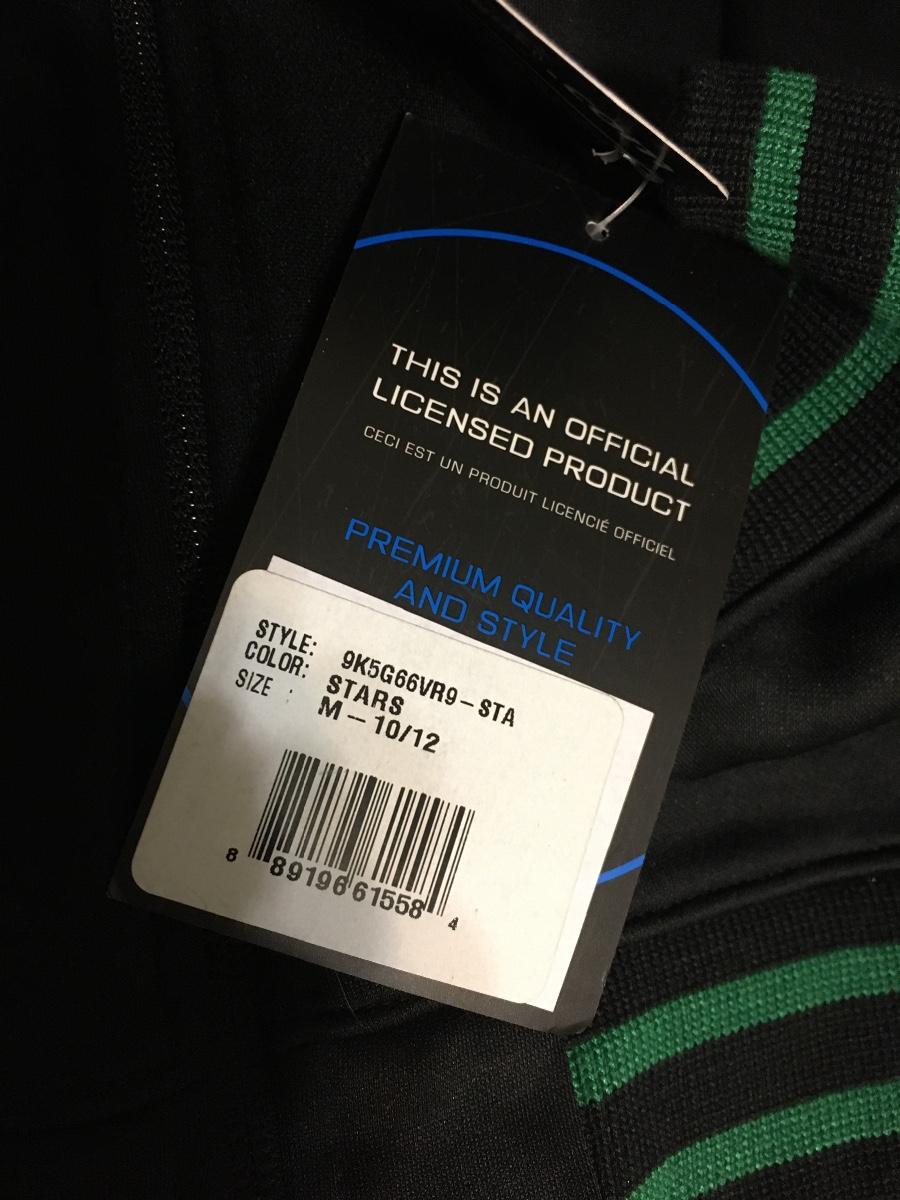 THIS IS AN OFFICIAL
LICENSED PRODUCT
CECI EST UN PRODUIT LICENCIÉ OFFICIEL
PREMIUM QUALITY
AND STYLE
STYLE: 9K5G66VR9-STA
COLOR: STARS
SIZE : M-10/12
8 89196 61558 4